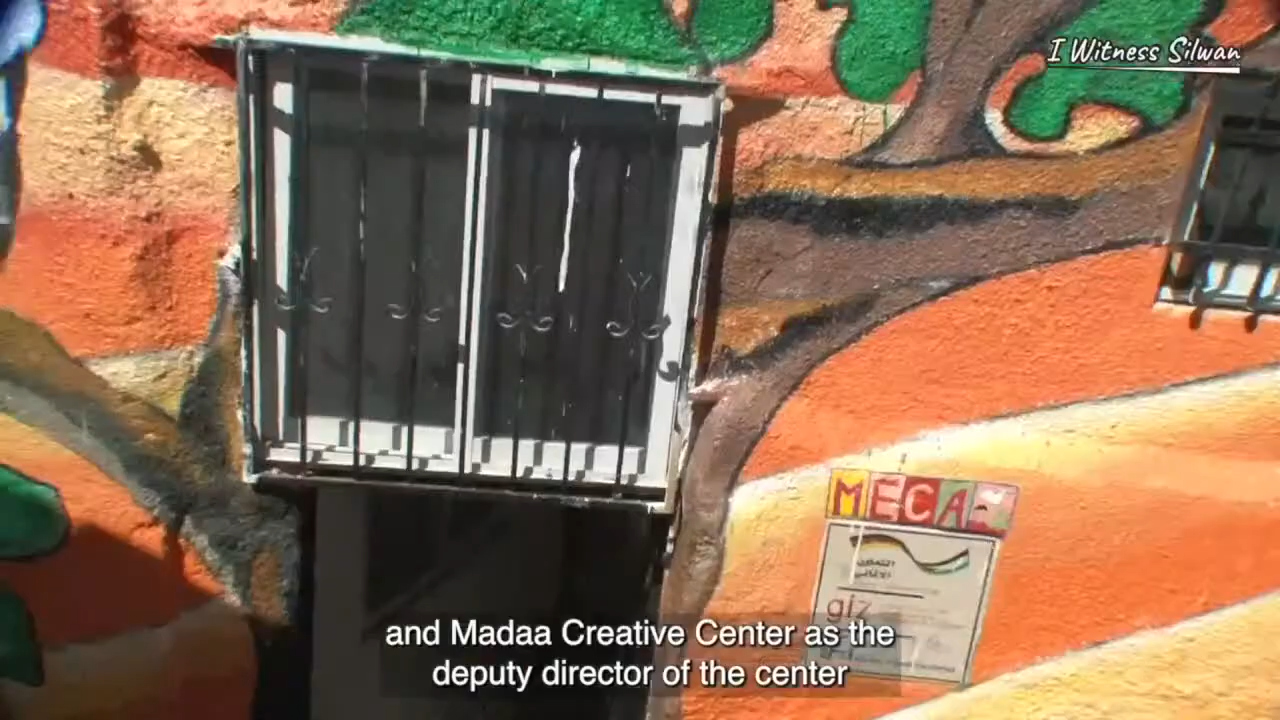 I Witness Silwan
MECA
giz
and Madaa Creative Center as the
deputy director of the center